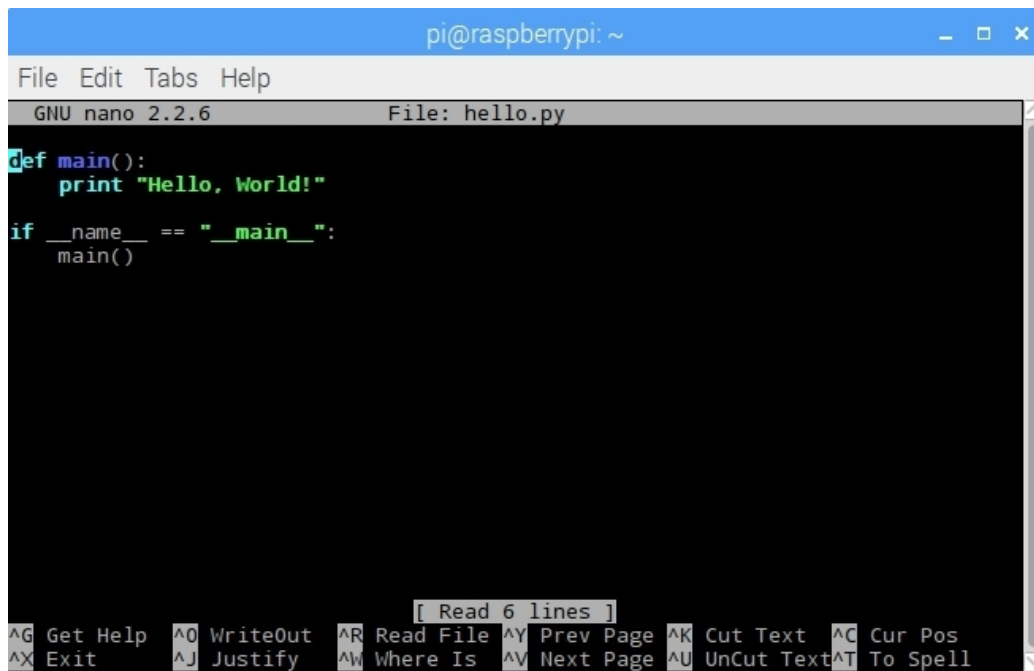 pi@raspberrypi: ~
File Edit Tabs Help
GNU nano 2.2.6 File: hello.py
def main():
    print "Hello, World!"
if __name__ == "__main__":
    main()
[ Read 6 lines ]
^G Get Help ^O WriteOut ^R Read File ^Y Prev Page ^K Cut Text ^C Cur Pos
^X Exit ^J Justify ^W Where Is ^V Next Page ^U UnCut Text^T To Spell